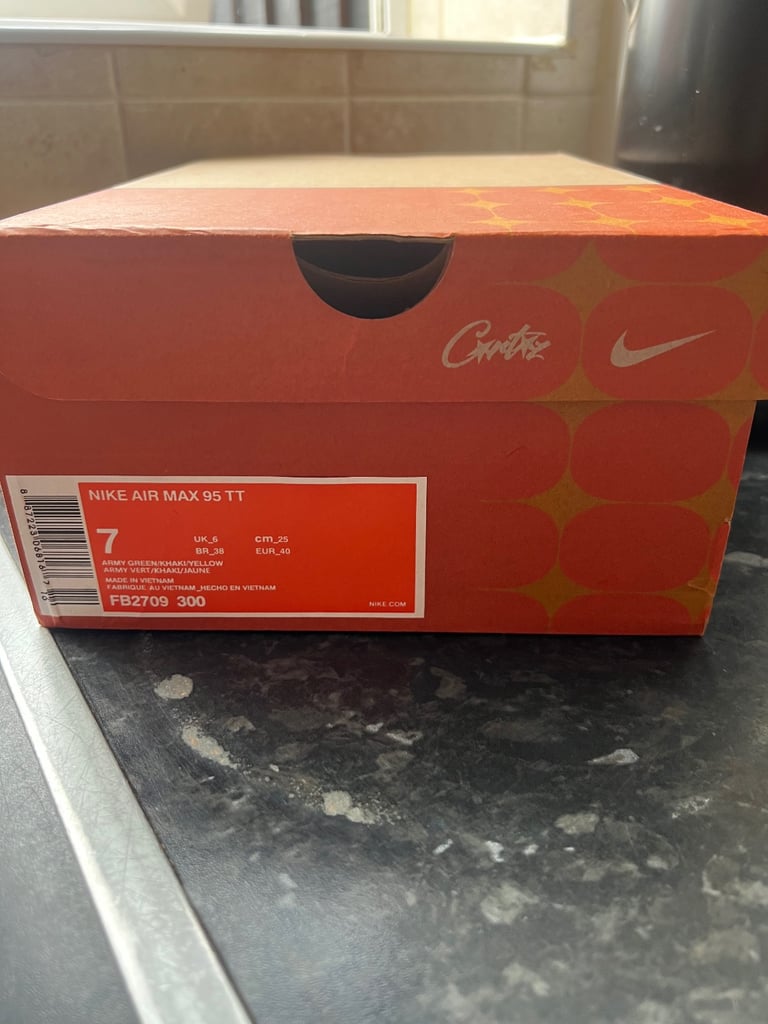 Corteiz
NIKE AIR MAX 95 TT
7
UK_6 cm_25
BR_38 EUR_40
ARMY GREEN/KHAKI/YELLOW
ARMY VERT/KHAKI/JAUNE
MADE IN VIETNAM
FABRIQUE AU VIETNAM_HECHO EN VIETNAM
FB2709 300
NIKE.COM